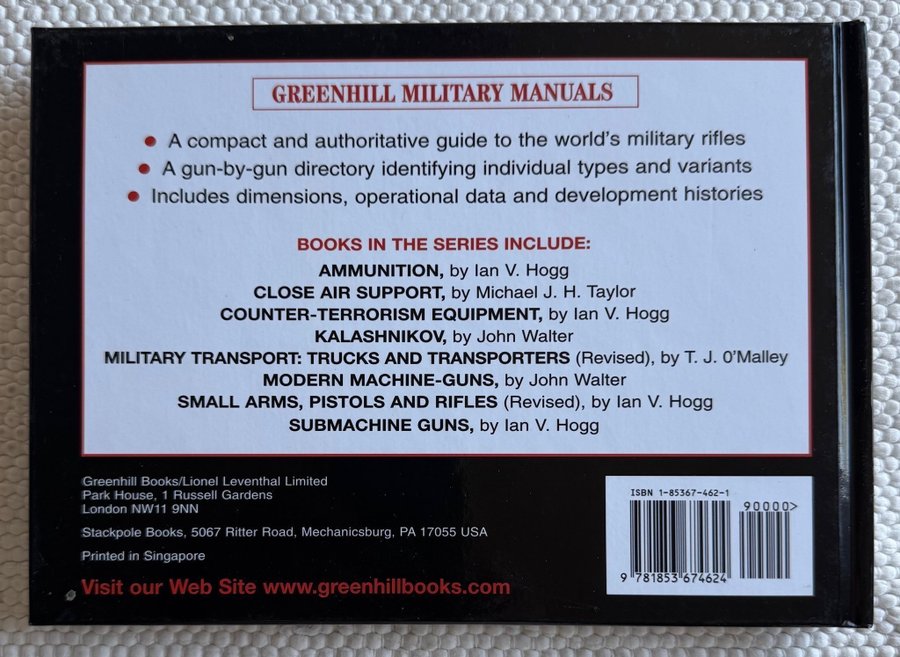 GREENHILL MILITARY MANUALS
• A compact and authoritative guide to the world's military rifles
• A gun-by-gun directory identifying individual types and variants
• Includes dimensions, operational data and development histories
BOOKS IN THE SERIES INCLUDE:
AMMUNITION, by Ian V. Hogg
CLOSE AIR SUPPORT, by Michael J. H. Taylor
COUNTER-TERRORISM EQUIPMENT, by Ian V. Hogg
KALASHNIKOV, by John Walter
MILITARY TRANSPORT: TRUCKS AND TRANSPORTERS (Revised), by T. J. O'Malley
MODERN MACHINE-GUNS, by John Walter
SMALL ARMS, PISTOLS AND RIFLES (Revised), by Ian V. Hogg
SUBMACHINE GUNS, by Ian V. Hogg
Greenhill Books/Lionel Leventhal Limited
Park House, 1 Russell Gardens
London NW11 9NN
Stackpole Books, 5067 Ritter Road, Mechanicsburg, PA 17055 USA
Printed in Singapore
Visit our Web Site www.greenhillbooks.com
ISBN 1-85367-462-1
90000>
9 781853 674624